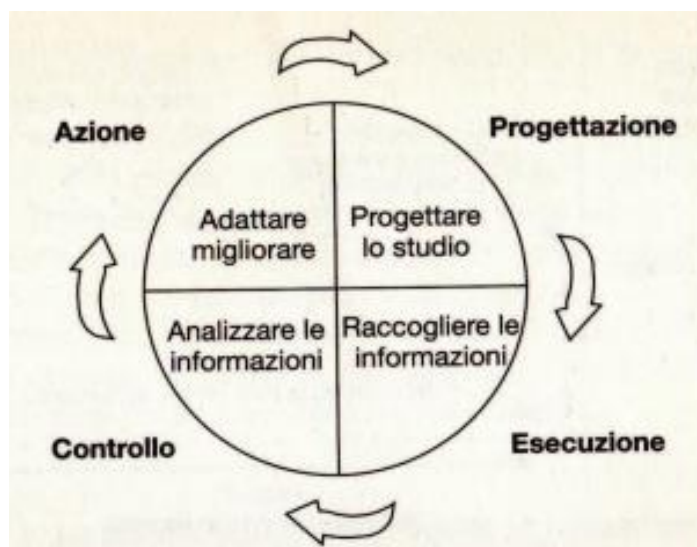 Azione
Progettazione
Adattare
migliorare
Progettare
lo studio
Analizzare le
informazioni
Raccogliere le
informazioni
Controllo
Esecuzione